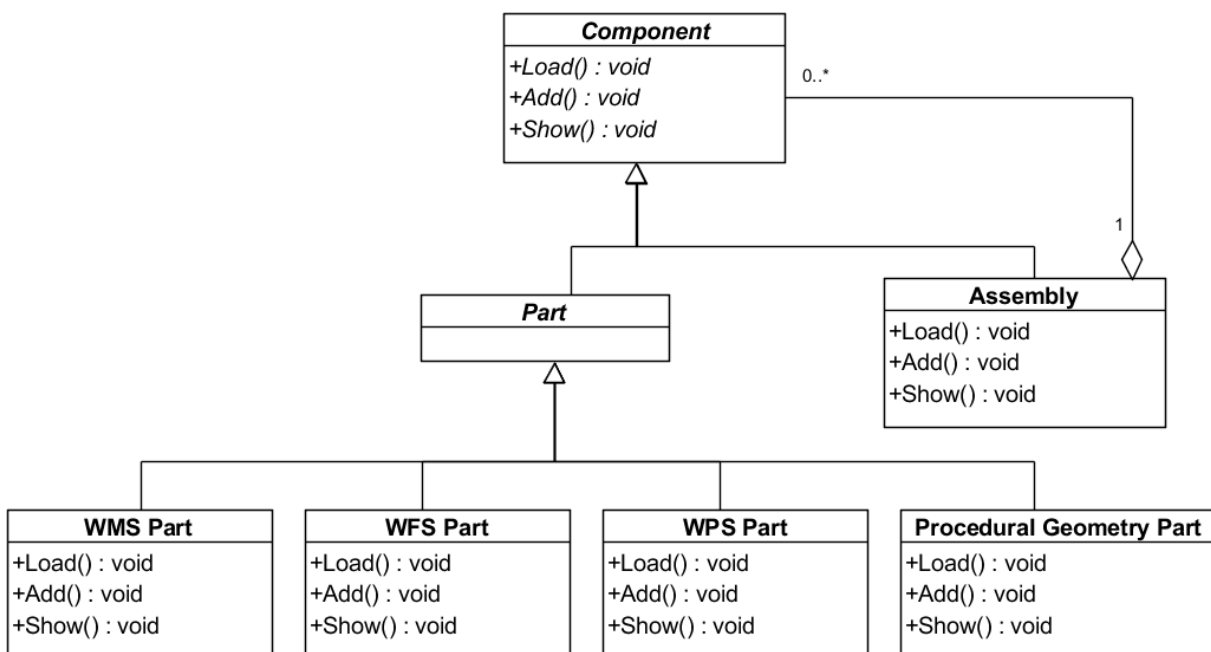 Component
+Load() : void
+Add() : void
+Show() : void
0..*
1
Part
Assembly
+Load() : void
+Add() : void
+Show() : void
WMS Part
+Load() : void
+Add() : void
+Show() : void
WFS Part
+Load() : void
+Add() : void
+Show() : void
WPS Part
+Load() : void
+Add() : void
+Show() : void
Procedural Geometry Part
+Load() : void
+Add() : void
+Show() : void